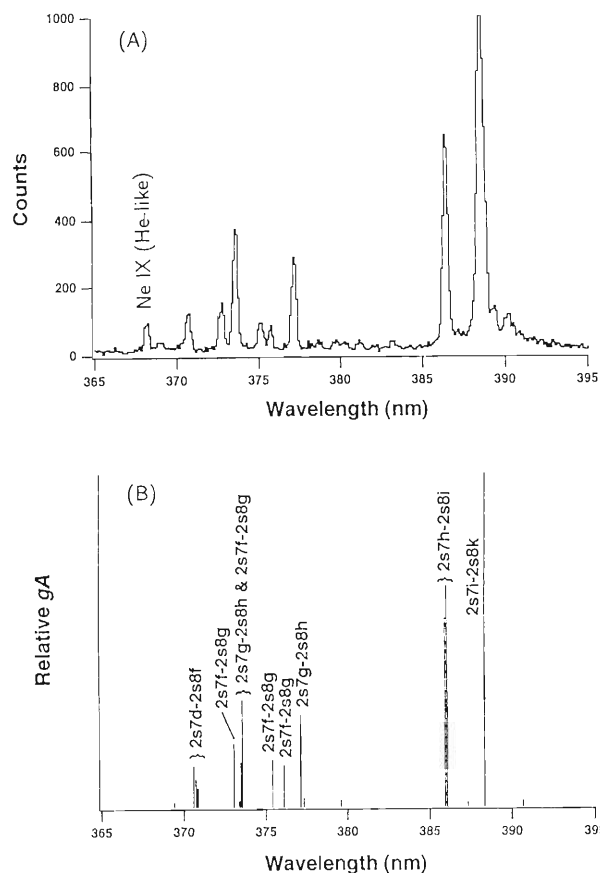 (A)
1000
800
600
400
200
0
Counts
Ne IX (He-like)
365
370
375
380
385
390
395
Wavelength (nm)
(B)
Relative gA
} 2s7d-2s8f
2s7f-2s8g
} 2s7g-2s8h & 2s7f-2s8g
2s7f-2s8g
2s7f-2s8g
2s7g-2s8h
} 2s7h-2s8i
2s7i-2s8k
365
370
375
380
385
390
395
Wavelength (nm)